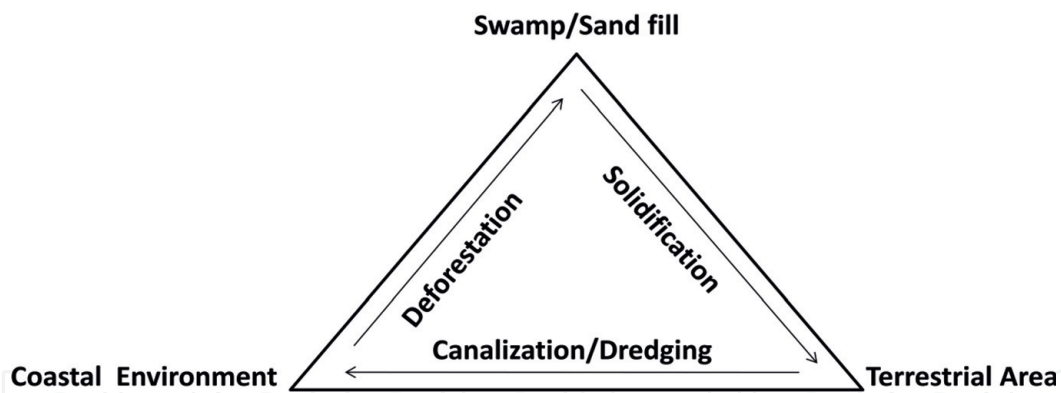 Swamp/Sand fill
Deforestation
Solidification
Canalization/Dredging
Coastal Environment
Terrestrial Area